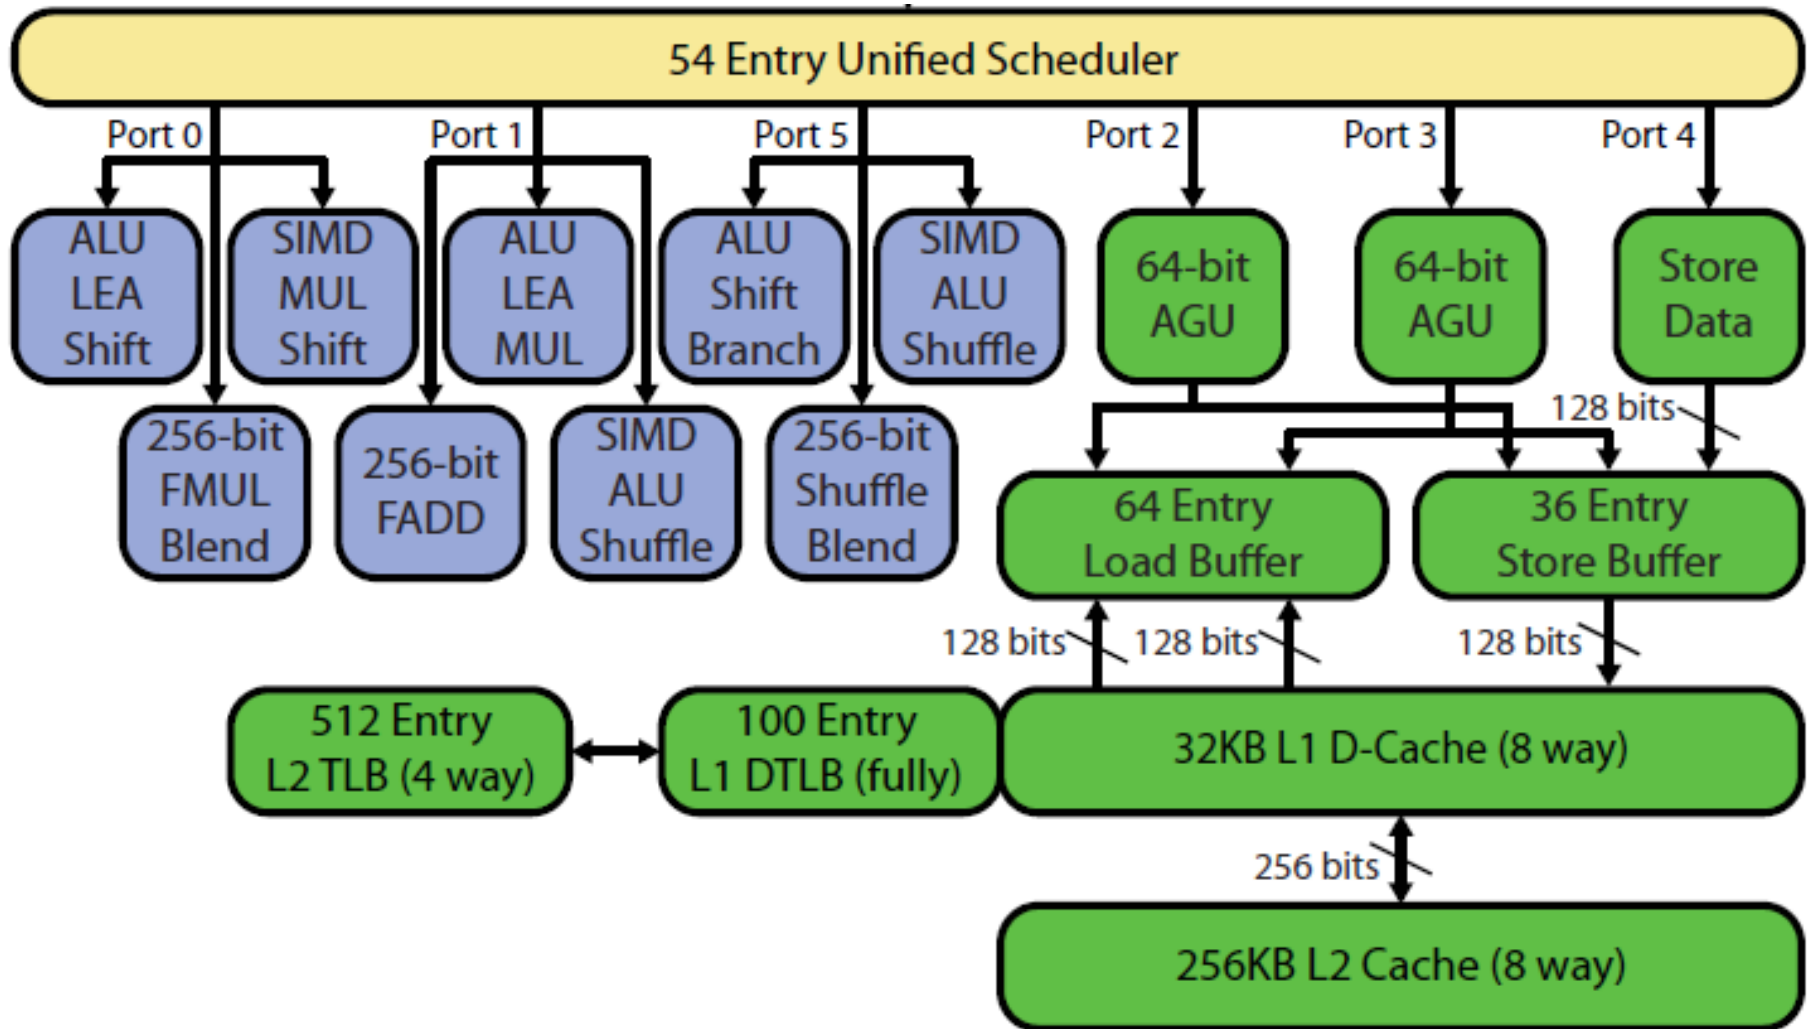 54 Entry Unified Scheduler
Port 0
Port 1
Port 5
Port 2
Port 3
Port 4
ALU
LEA
Shift
SIMD
MUL
Shift
ALU
LEA
MUL
ALU
Shift
Branch
SIMD
ALU
Shuffle
64-bit
AGU
64-bit
AGU
Store
Data
256-bit
FMUL
Blend
256-bit
FADD
SIMD
ALU
Shuffle
256-bit
Shuffle
Blend
128 bits
64 Entry
Load Buffer
36 Entry
Store Buffer
128 bits
128 bits
128 bits
512 Entry
L2 TLB (4 way)
100 Entry
L1 DTLB (fully)
32KB L1 D-Cache (8 way)
256 bits
256KB L2 Cache (8 way)